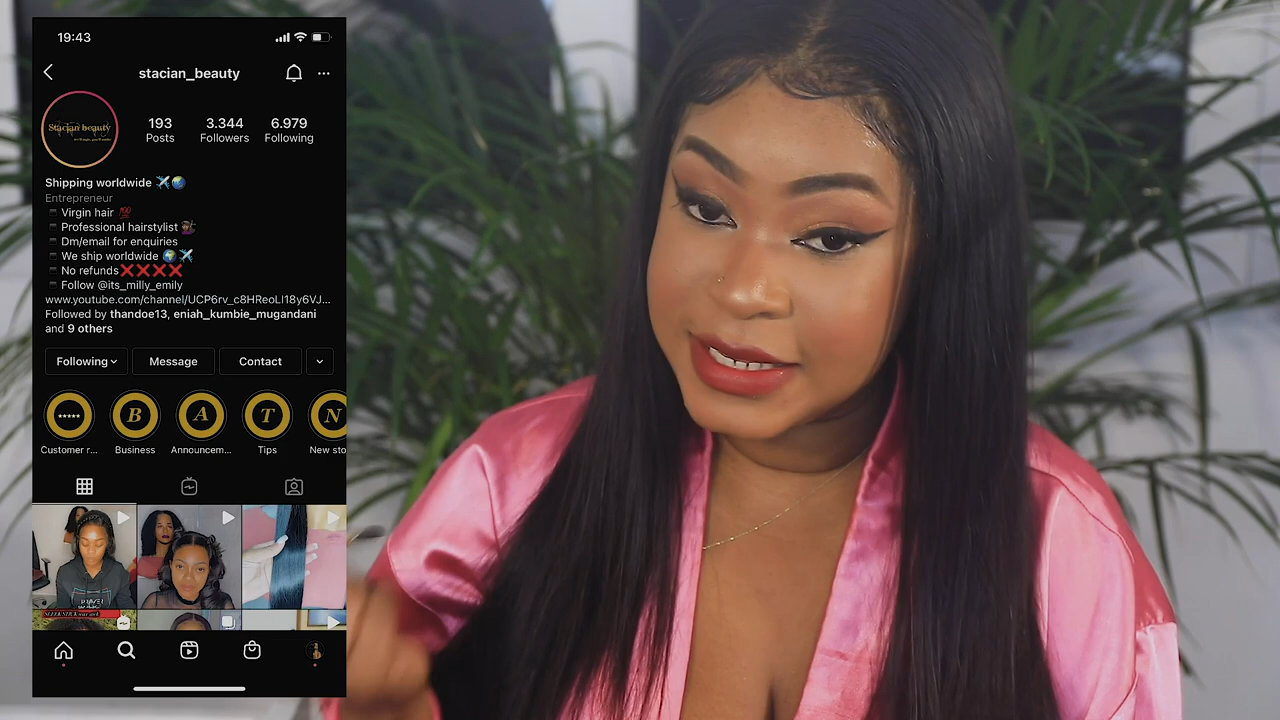 19:43
stacian_beauty
Stacian beauty
193
Posts
3.344
Followers
6.979
Following
Shipping worldwide ✈️🌍
Entrepreneur
▪️ Virgin hair 💯
▪️ Professional hairstylist 💇🏿‍♀️
▪️ Dm/email for enquiries
▪️ We ship worldwide 🌍✈️
▪️ No refunds❌❌❌❌
▪️ Follow @its_milly_emily
www.youtube.com/channel/UCP6rv_c8HReoLI18y6VJ...
Followed by thandoe13, eniah_kumbie_mugandani
and 9 others
Following
Message
Contact
B
A
T
N
Customer r...
Business
Announcem...
Tips
New sto